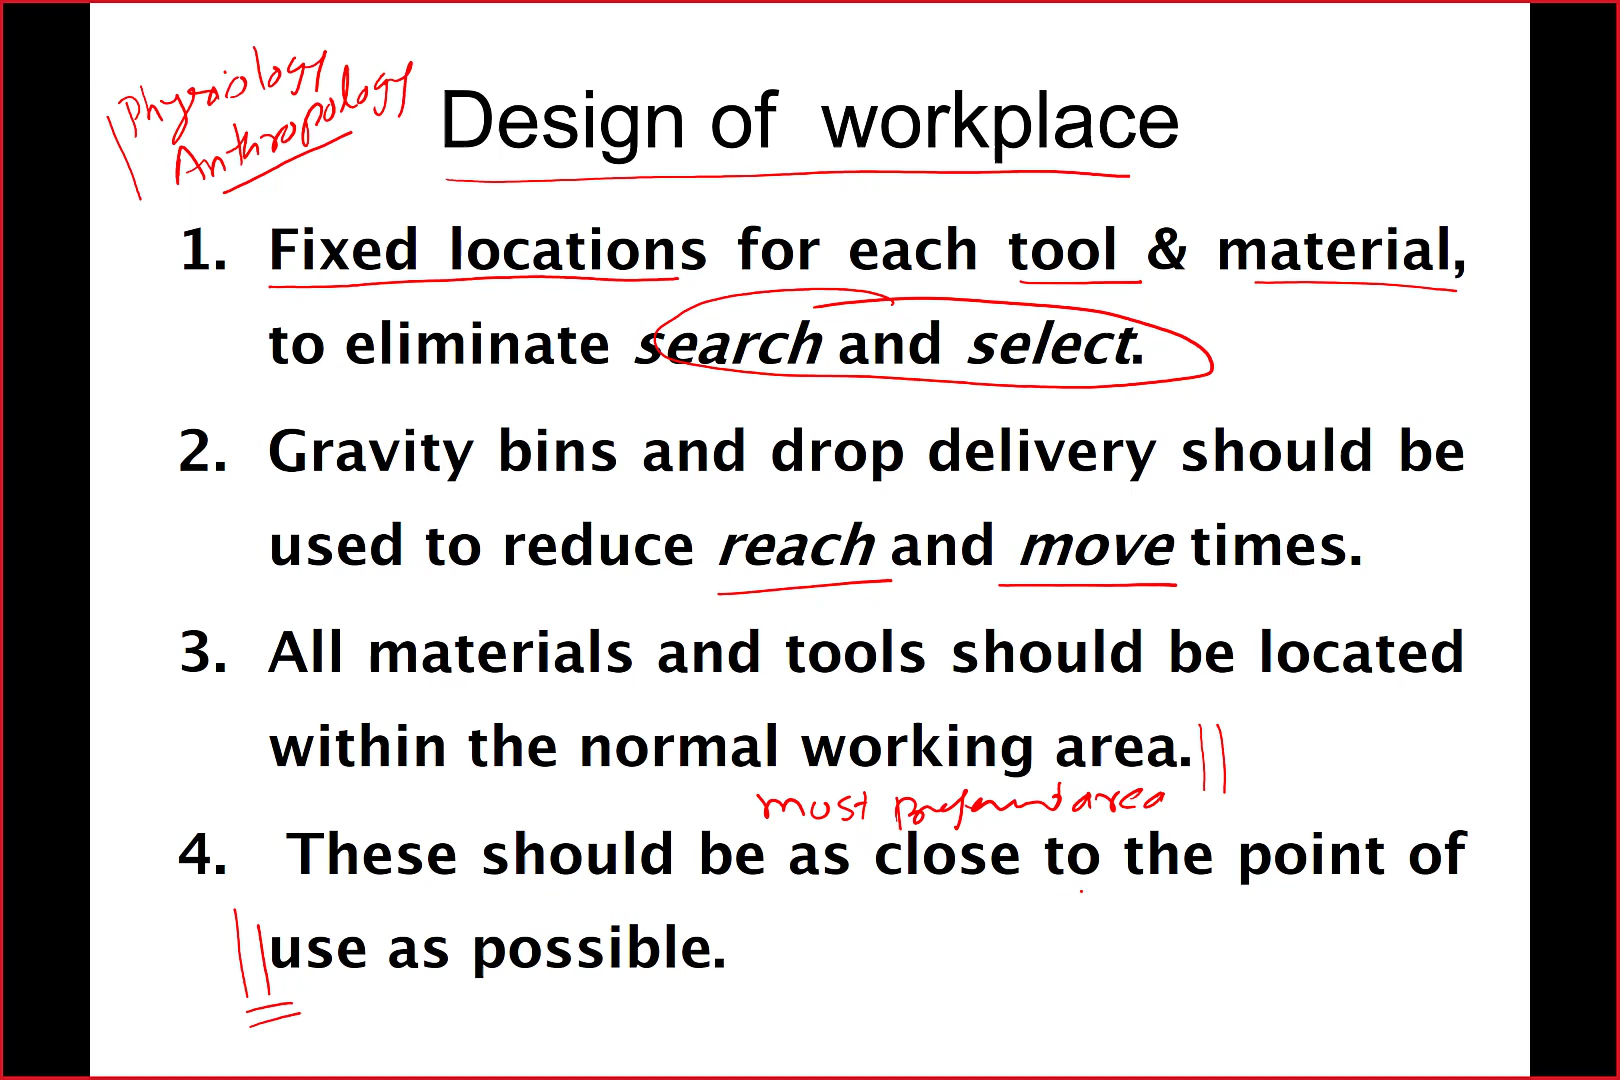 Physiology
Anthropology
Design of workplace
1. Fixed locations for each tool & material,
to eliminate search and select.
2. Gravity bins and drop delivery should be
used to reduce reach and move times.
3. All materials and tools should be located
within the normal working area.
most preferred area
4. These should be as close to the point of
use as possible.